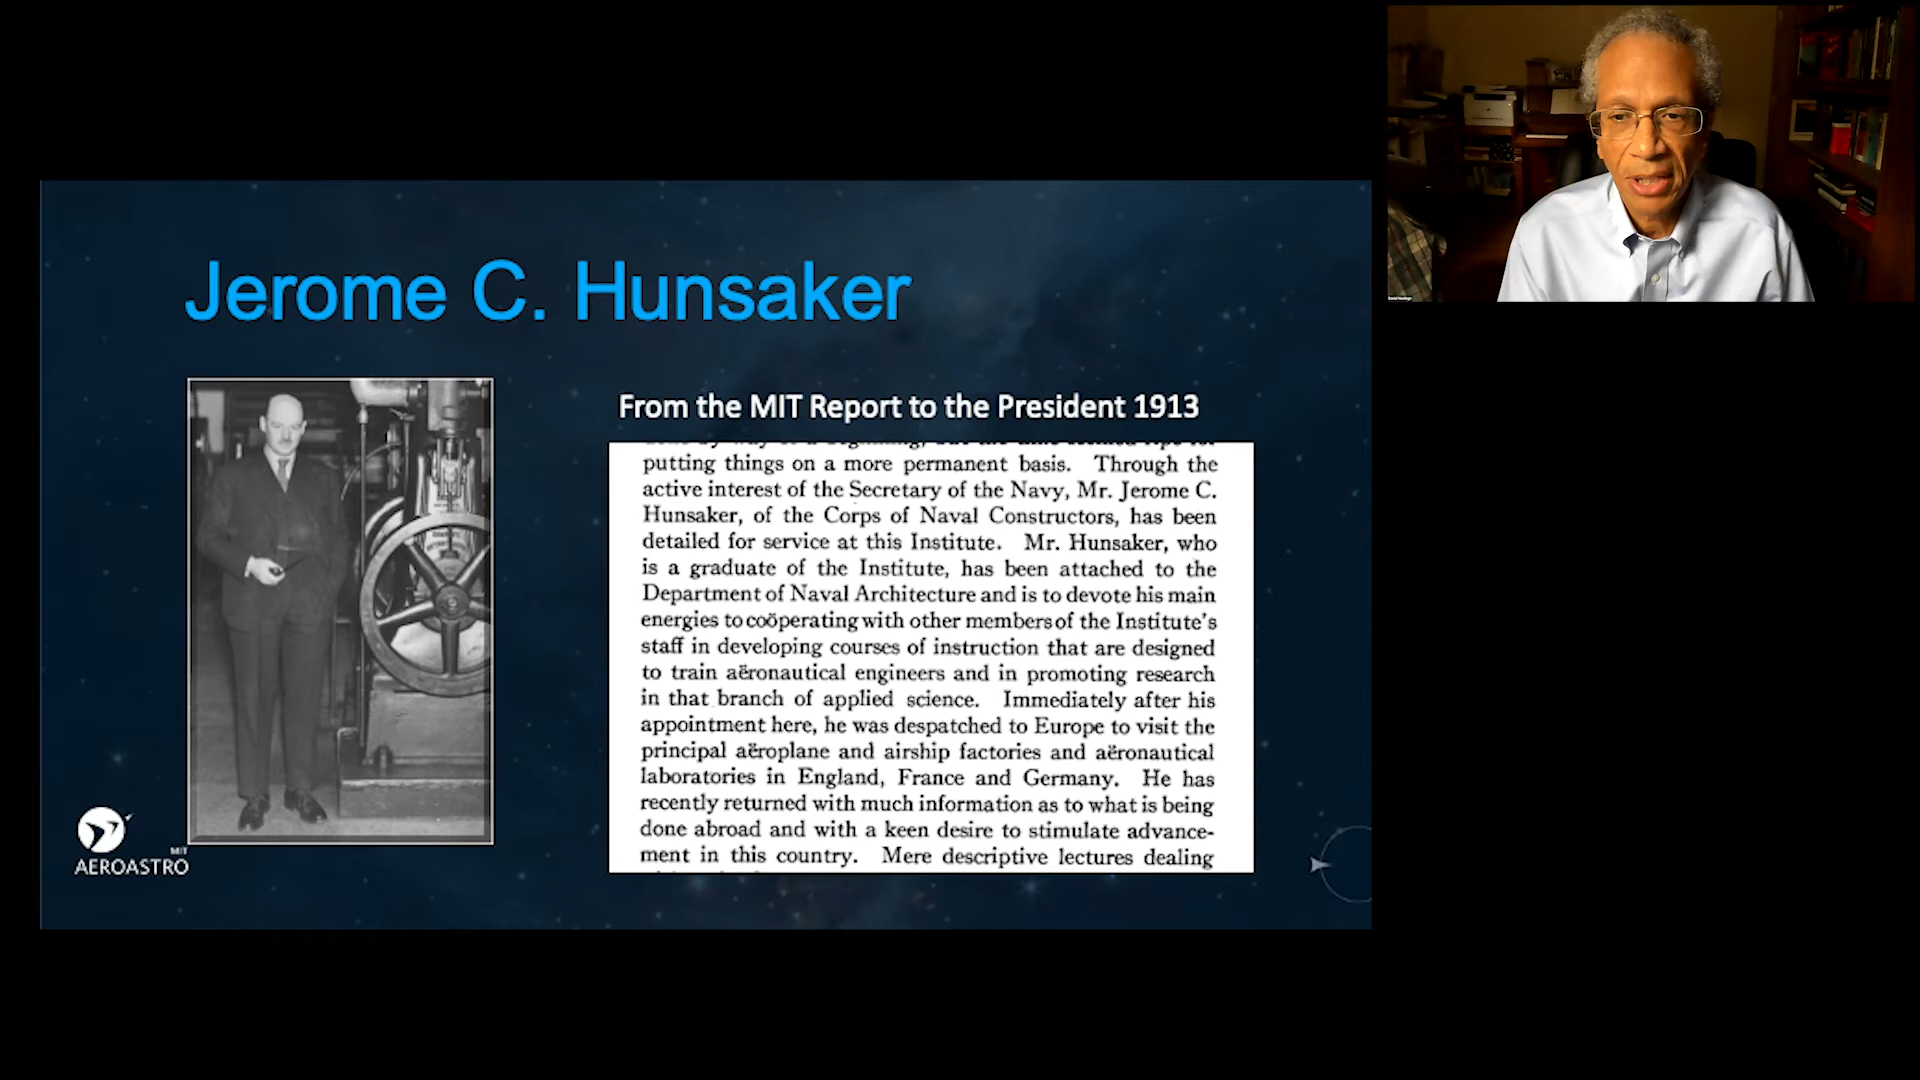 Jerome C. Hunsaker
From the MIT Report to the President 1913
putting things on a more permanent basis. Through the
active interest of the Secretary of the Navy, Mr. Jerome C.
Hunsaker, of the Corps of Naval Constructors, has been
detailed for service at this Institute. Mr. Hunsaker, who
is a graduate of the Institute, has been attached to the
Department of Naval Architecture and is to devote his main
energies to coöperating with other members of the Institute's
staff in developing courses of instruction that are designed
to train aëronautical engineers and in promoting research
in that branch of applied science. Immediately after his
appointment here, he was despatched to Europe to visit the
principal aëroplane and airship factories and aëronautical
laboratories in England, France and Germany. He has
recently returned with much information as to what is being
done abroad and with a keen desire to stimulate advance-
ment in this country. Mere descriptive lectures dealing
MIT
AEROASTRO